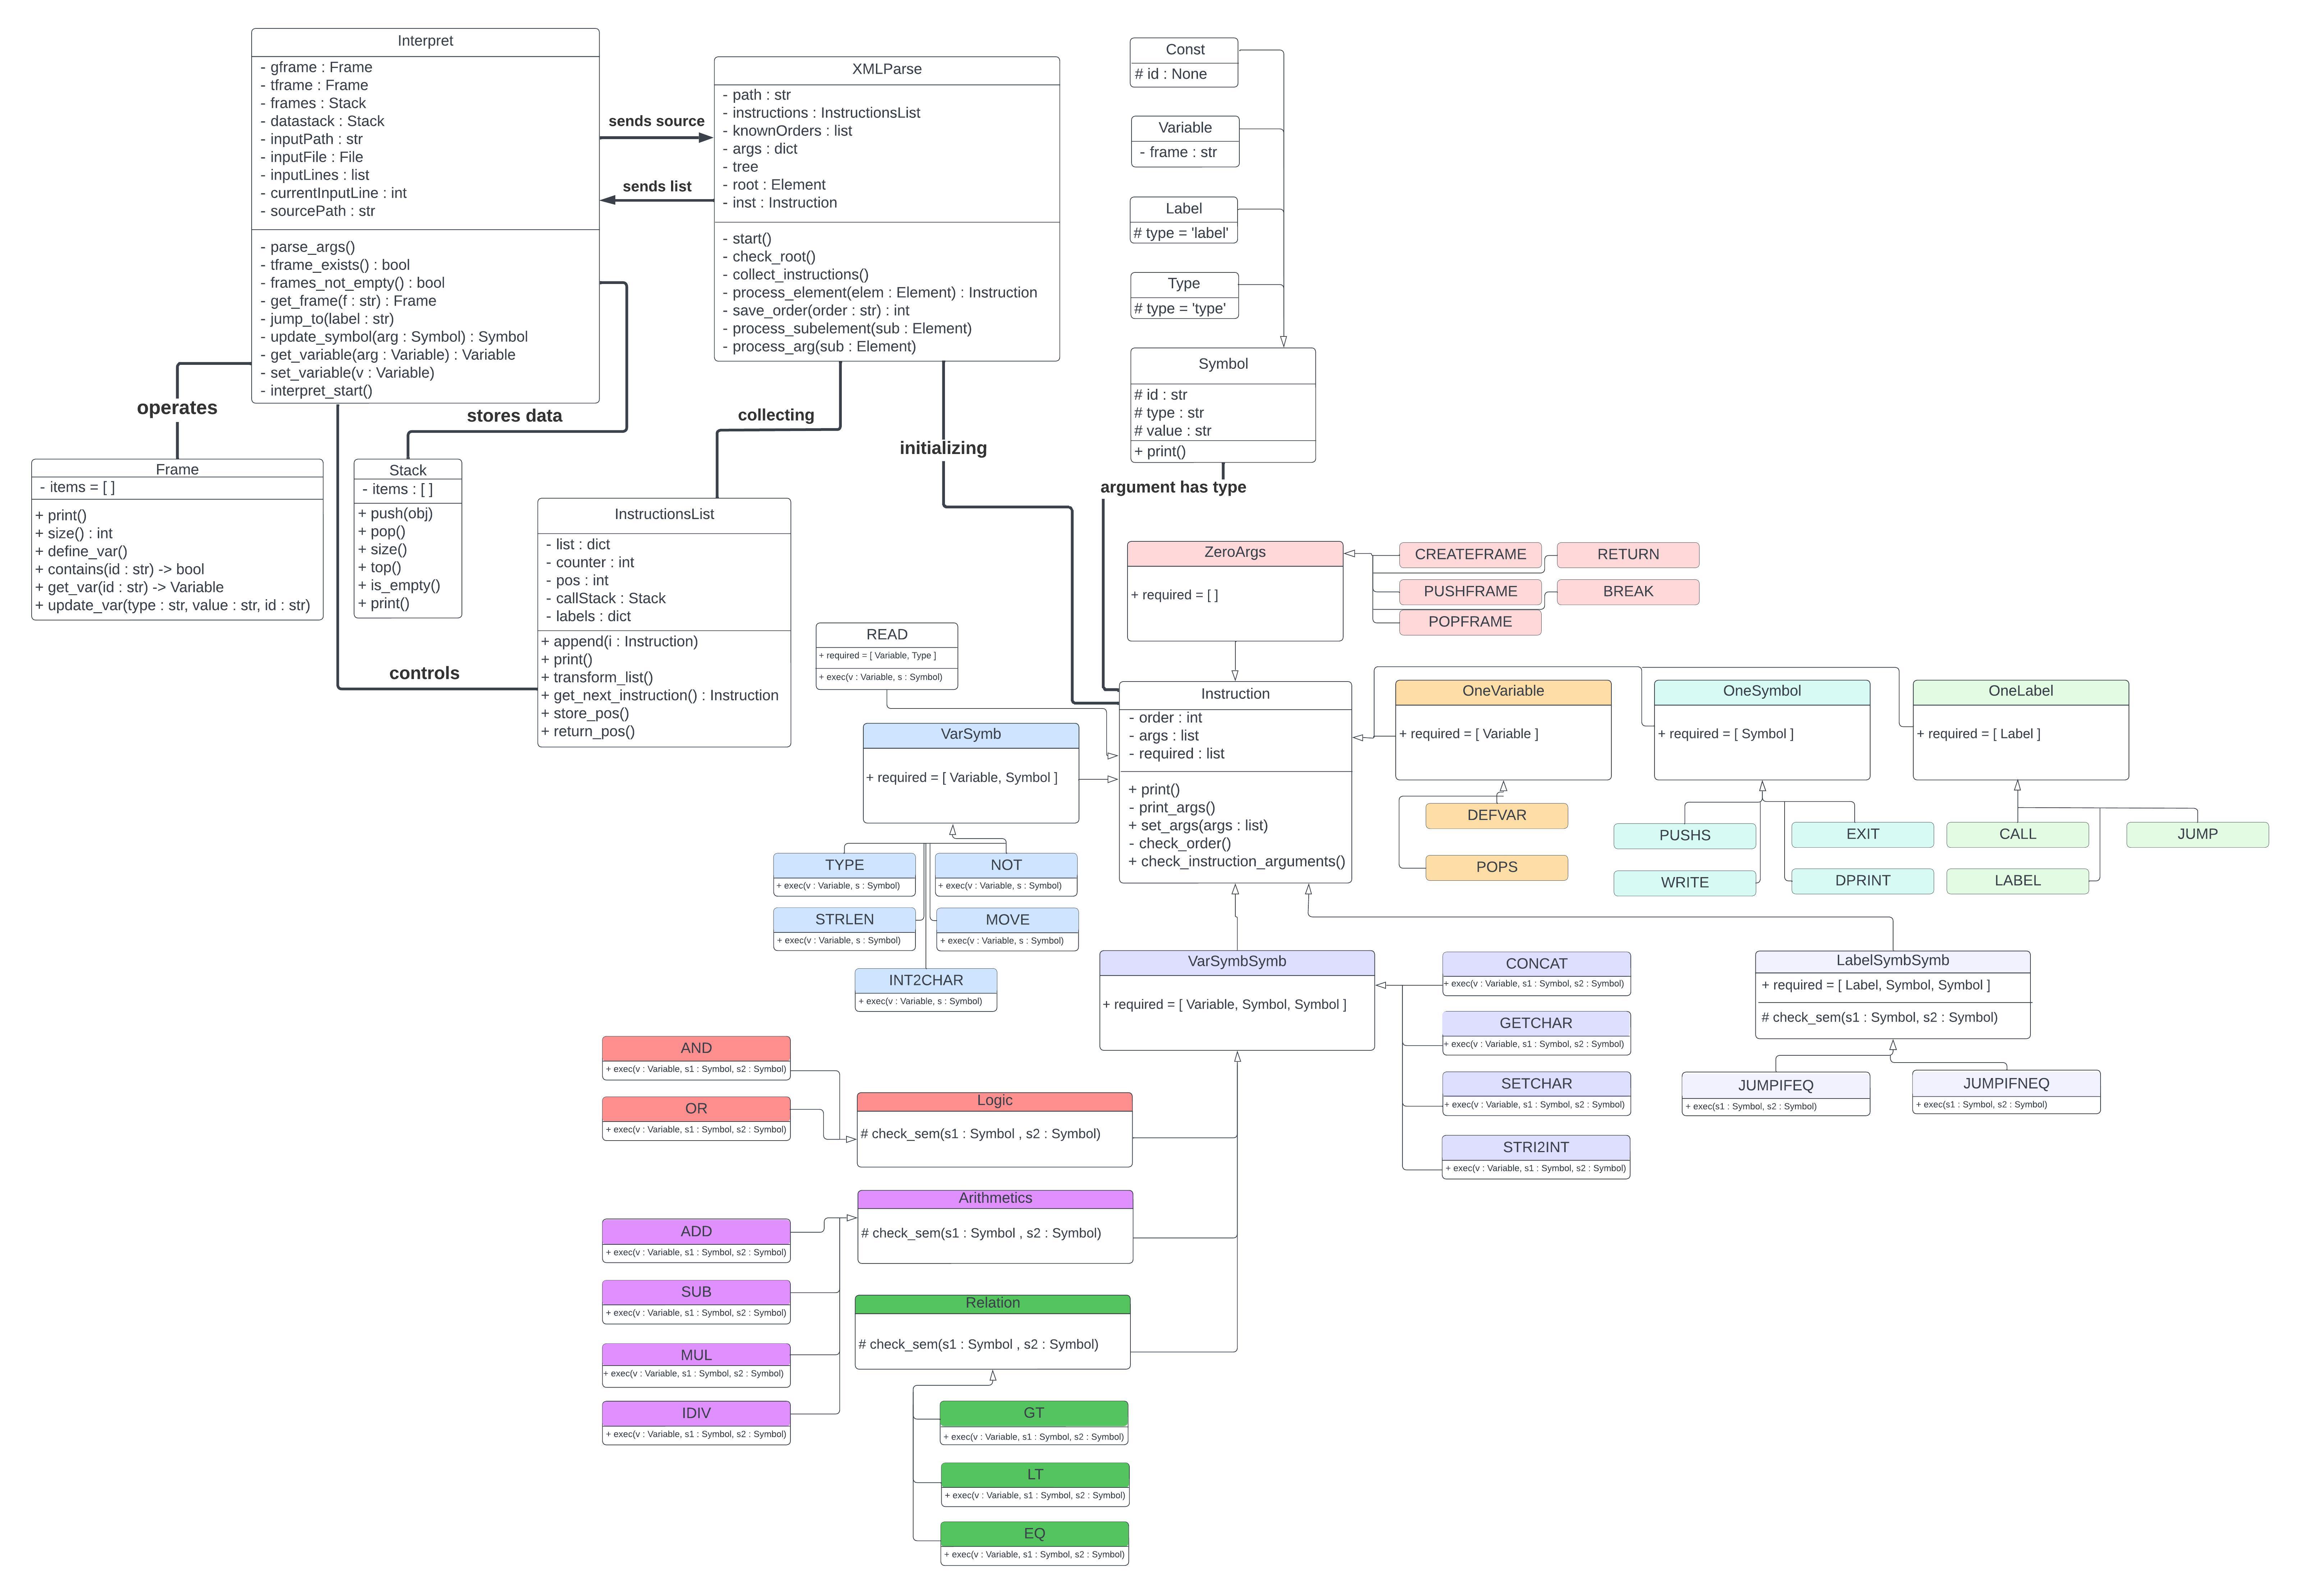 Interpret
- gframe : Frame
- tframe : Frame
- frames : Stack
- datastack : Stack
- inputPath : str
- inputFile : File
- inputLines : list
- currentInputLine : int
- sourcePath : str
- parse_args()
- tframe_exists() : bool
- frames_not_empty() : bool
- get_frame(f : str) : Frame
- jump_to(label : str)
- update_symbol(arg : Symbol) : Symbol
- get_variable(arg : Variable) : Variable
- set_variable(v : Variable)
- interpret_start()
sends source
sends list
XMLParse
- path : str
- instructions : InstructionsList
- knownOrders : list
- args : dict
- tree
- root : Element
- inst : Instruction
- start()
- check_root()
- collect_instructions()
- process_element(elem : Element) : Instruction
- save_order(order : str) : int
- process_subelement(sub : Element)
- process_arg(sub : Element)
Const
# id : None
Variable
- frame : str
Label
# type = 'label'
Type
# type = 'type'
Symbol
# id : str
# type : str
# value : str
+ print()
operates
stores data
collecting
initializing
argument has type
controls
Frame
- items = [ ]
+ print()
+ size() : int
+ define_var()
+ contains(id : str) -> bool
+ get_var(id : str) -> Variable
+ update_var(type : str, value : str, id : str)
Stack
- items : [ ]
+ push(obj)
+ pop()
+ size()
+ top()
+ is_empty()
+ print()
InstructionsList
- list : dict
- counter : int
- pos : int
- callStack : Stack
- labels : dict
+ append(i : Instruction)
+ print()
+ transform_list()
+ get_next_instruction() : Instruction
+ store_pos()
+ return_pos()
ZeroArgs
+ required = [ ]
CREATEFRAME
RETURN
PUSHFRAME
BREAK
POPFRAME
READ
+ required = [ Variable, Type ]
+ exec(v : Variable, s : Symbol)
Instruction
- order : int
- args : list
- required : list
+ print()
- print_args()
+ set_args(args : list)
- check_order()
+ check_instruction_arguments()
OneVariable
+ required = [ Variable ]
DEFVAR
POPS
OneSymbol
+ required = [ Symbol ]
PUSHS
EXIT
WRITE
DPRINT
OneLabel
+ required = [ Label ]
CALL
JUMP
LABEL
VarSymb
+ required = [ Variable, Symbol ]
TYPE
+ exec(v : Variable, s : Symbol)
NOT
+ exec(v : Variable, s : Symbol)
STRLEN
+ exec(v : Variable, s : Symbol)
MOVE
+ exec(v : Variable, s : Symbol)
INT2CHAR
+ exec(v : Variable, s : Symbol)
VarSymbSymb
+ required = [ Variable, Symbol, Symbol ]
CONCAT
+ exec(v : Variable, s1 : Symbol, s2 : Symbol)
GETCHAR
+ exec(v : Variable, s1 : Symbol, s2 : Symbol)
SETCHAR
+ exec(v : Variable, s1 : Symbol, s2 : Symbol)
STRI2INT
+ exec(v : Variable, s1 : Symbol, s2 : Symbol)
LabelSymbSymb
+ required = [ Label, Symbol, Symbol ]
# check_sem(s1 : Symbol, s2 : Symbol)
JUMPIFEQ
+ exec(s1 : Symbol, s2 : Symbol)
JUMPIFNEQ
+ exec(s1 : Symbol, s2 : Symbol)
AND
+ exec(v : Variable, s1 : Symbol, s2 : Symbol)
OR
+ exec(v : Variable, s1 : Symbol, s2 : Symbol)
Logic
# check_sem(s1 : Symbol , s2 : Symbol)
Arithmetics
# check_sem(s1 : Symbol , s2 : Symbol)
ADD
+ exec(v : Variable, s1 : Symbol, s2 : Symbol)
SUB
+ exec(v : Variable, s1 : Symbol, s2 : Symbol)
MUL
+ exec(v : Variable, s1 : Symbol, s2 : Symbol)
IDIV
+ exec(v : Variable, s1 : Symbol, s2 : Symbol)
Relation
# check_sem(s1 : Symbol , s2 : Symbol)
GT
+ exec(v : Variable, s1 : Symbol, s2 : Symbol)
LT
+ exec(v : Variable, s1 : Symbol, s2 : Symbol)
EQ
+ exec(v : Variable, s1 : Symbol, s2 : Symbol)